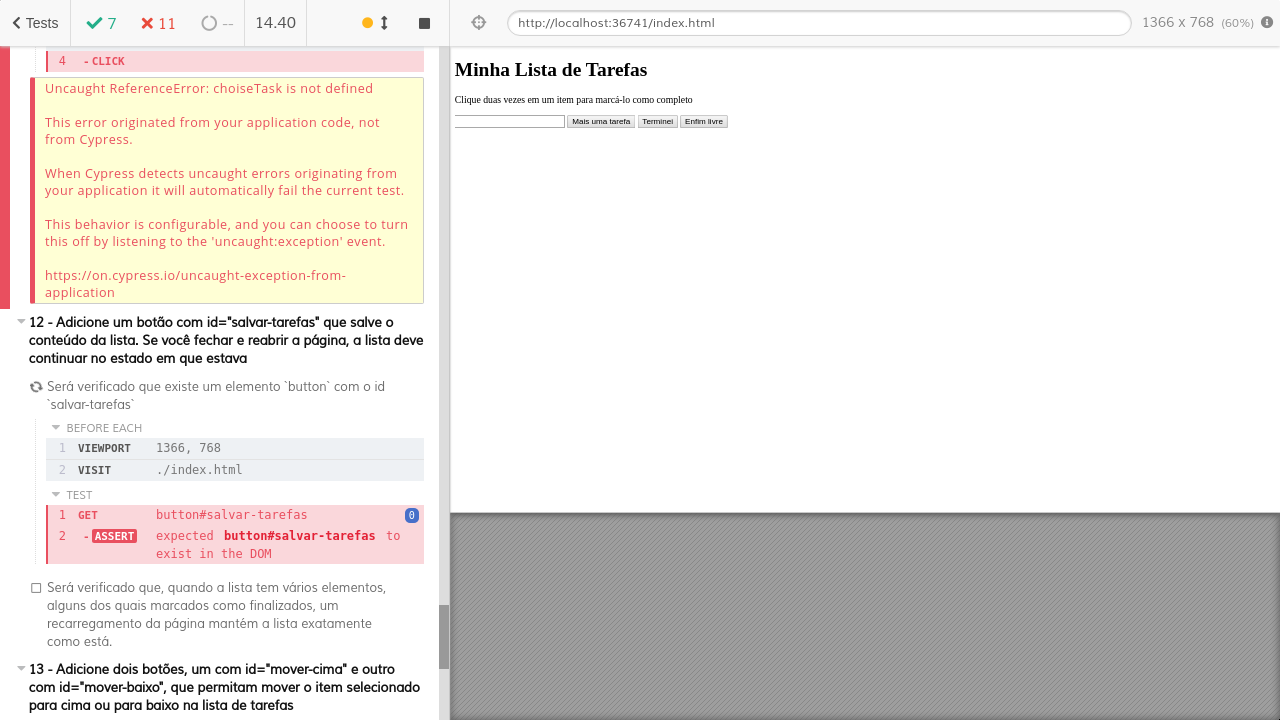 Tests 7 11 -- 14.40 http://localhost:36741/index.html 1366 x 768 (60%)
4 - CLICK
Uncaught ReferenceError: choiseTask is not defined
This error originated from your application code, not
from Cypress.
When Cypress detects uncaught errors originating from
your application it will automatically fail the current test.
This behavior is configurable, and you can choose to turn
this off by listening to the 'uncaught:exception' event.
https://on.cypress.io/uncaught-exception-from-
application
12 - Adicione um botão com id="salvar-tarefas" que salve o
conteúdo da lista. Se você fechar e reabrir a página, a lista deve
continuar no estado em que estava
Será verificado que existe um elemento `button` com o id
`salvar-tarefas`
BEFORE EACH
1 VIEWPORT 1366, 768
2 VISIT ./index.html
TEST
1 GET button#salvar-tarefas 0
2 - ASSERT expected button#salvar-tarefas to
exist in the DOM
Será verificado que, quando a lista tem vários elementos,
alguns dos quais marcados como finalizados, um
recarregamento da página mantém a lista exatamente
como está.
13 - Adicione dois botões, um com id="mover-cima" e outro
com id="mover-baixo", que permitam mover o item selecionado
para cima ou para baixo na lista de tarefas
Minha Lista de Tarefas
Clique duas vezes em um item para marcá-lo como completo
Mais uma tarefa Terminei Enfim livre